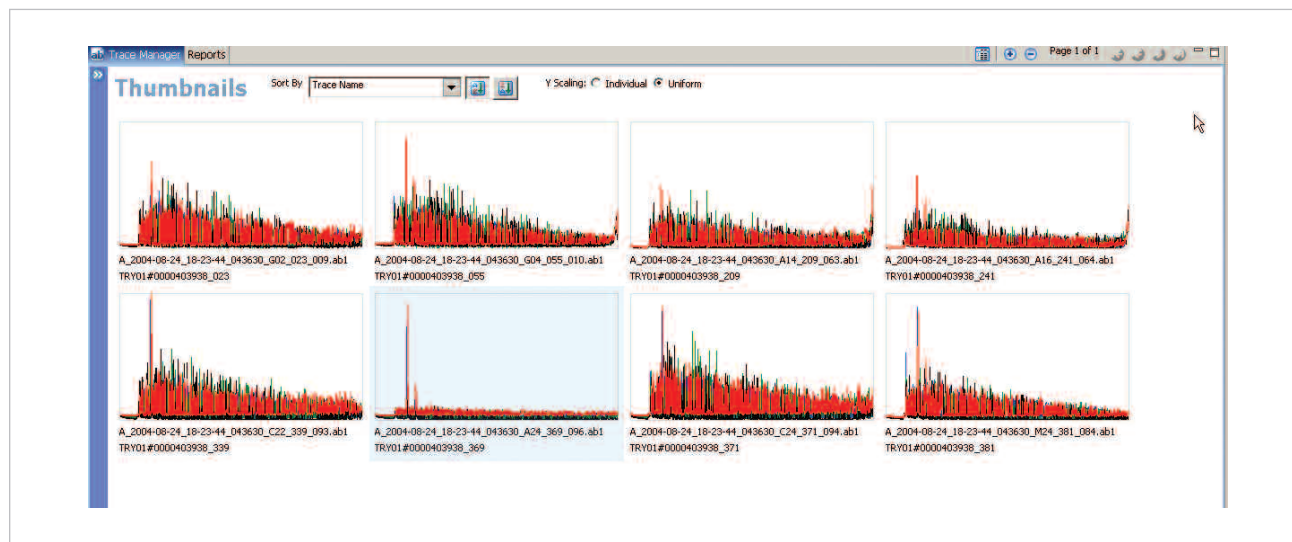 ab Trace Manager Reports
Page 1 of 1
Thumbnails Sort By Trace Name Y Scaling: Individual Uniform
A_2004-08-24_18-23-44_043630_G02_023_009.ab1 A_2004-08-24_18-23-44_043630_G04_055_010.ab1 A_2004-08-24_18-23-44_043630_A14_209_063.ab1 A_2004-08-24_18-23-44_043630_A16_241_064.ab1
TRY01#0000403938_023 TRY01#0000403938_055 TRY01#0000403938_209 TRY01#0000403938_241
A_2004-08-24_18-23-44_043630_C22_339_093.ab1 A_2004-08-24_18-23-44_043630_A24_369_096.ab1 A_2004-08-24_18-23-44_043630_C24_371_094.ab1 A_2004-08-24_18-23-44_043630_M24_381_084.ab1
TRY01#0000403938_339 TRY01#0000403938_369 TRY01#0000403938_371 TRY01#0000403938_381